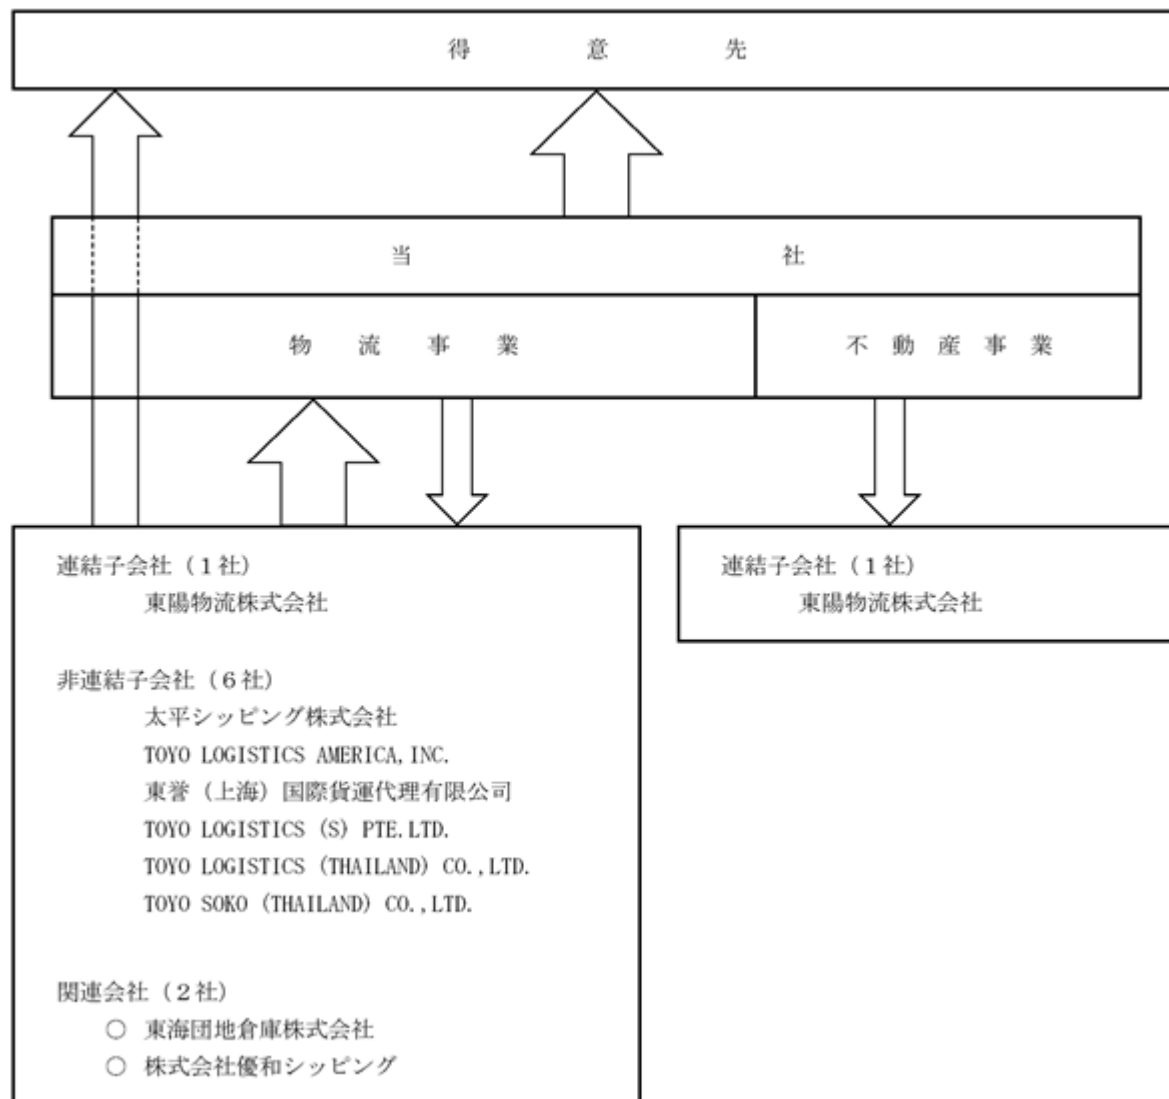 得意先
当社
物流事業
不動産事業
連結子会社(1社)
東陽物流株式会社
非連結子会社(6社)
太平シッピング株式会社
TOYO LOGISTICS AMERICA,INC.
東誉(上海)国際貨運代理有限公司
TOYO LOGISTICS (S) PTE.LTD.
TOYO LOGISTICS (THAILAND) CO.,LTD.
TOYO SOKO (THAILAND) CO.,LTD.
関連会社(2社)
○ 東海団地倉庫株式会社
○ 株式会社優和シッピング
連結子会社(1社)
東陽物流株式会社